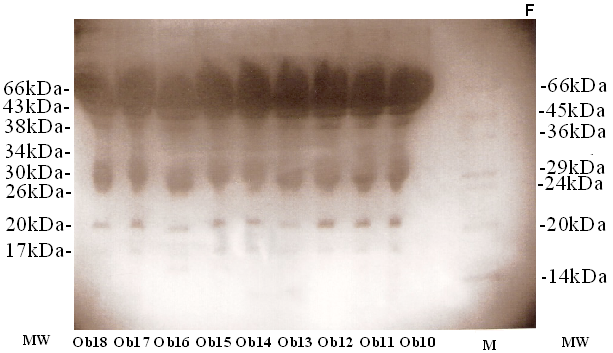 F
66kDa-
43kDa-
38kDa-
34kDa-
30kDa-
26kDa-
20kDa-
17kDa-
-66kDa
-45kDa
-36kDa
-29kDa
-24kDa
-20kDa
-14kDa
MW Ob18 Ob17 Ob16 Ob15 Ob14 Ob13 Ob12 Ob11 Ob10 M MW